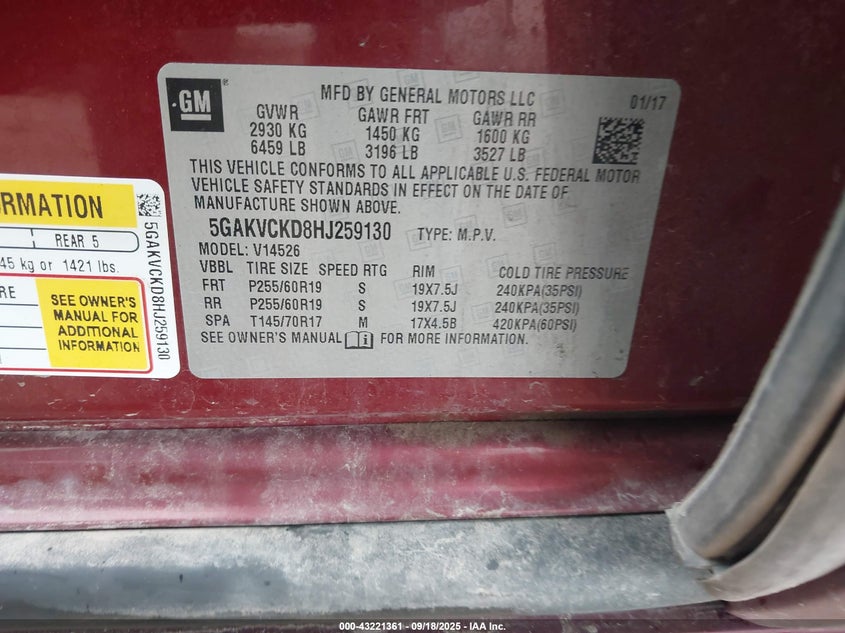 GM
®
MFD BY GENERAL MOTORS LLC
01/17
GVWR GAWR FRT GAWR RR
2930 KG 1450 KG 1600 KG
6459 LB 3196 LB 3527 LB
THIS VEHICLE CONFORMS TO ALL APPLICABLE U.S. FEDERAL MOTOR
VEHICLE SAFETY STANDARDS IN EFFECT ON THE DATE OF
MANUFACTURE SHOWN ABOVE.
5GAKVCKD8HJ259130 TYPE: M.P.V.
MODEL: V14526
VBBL TIRE SIZE SPEED RTG RIM COLD TIRE PRESSURE
FRT P255/60R19 S 19X7.5J 240KPA(35PSI)
RR P255/60R19 S 19X7.5J 240KPA(35PSI)
SPA T145/70R17 M 17X4.5B 420KPA(60PSI)
SEE OWNER'S MANUAL FOR MORE INFORMATION.
RMATION
REAR 5
45 kg or 1421 lbs.
RE
SEE OWNER'S
MANUAL FOR
ADDITIONAL
INFORMATION
5GAKVCKD8HJ259130
000-43221361 - 09/18/2025 - IAA Inc.